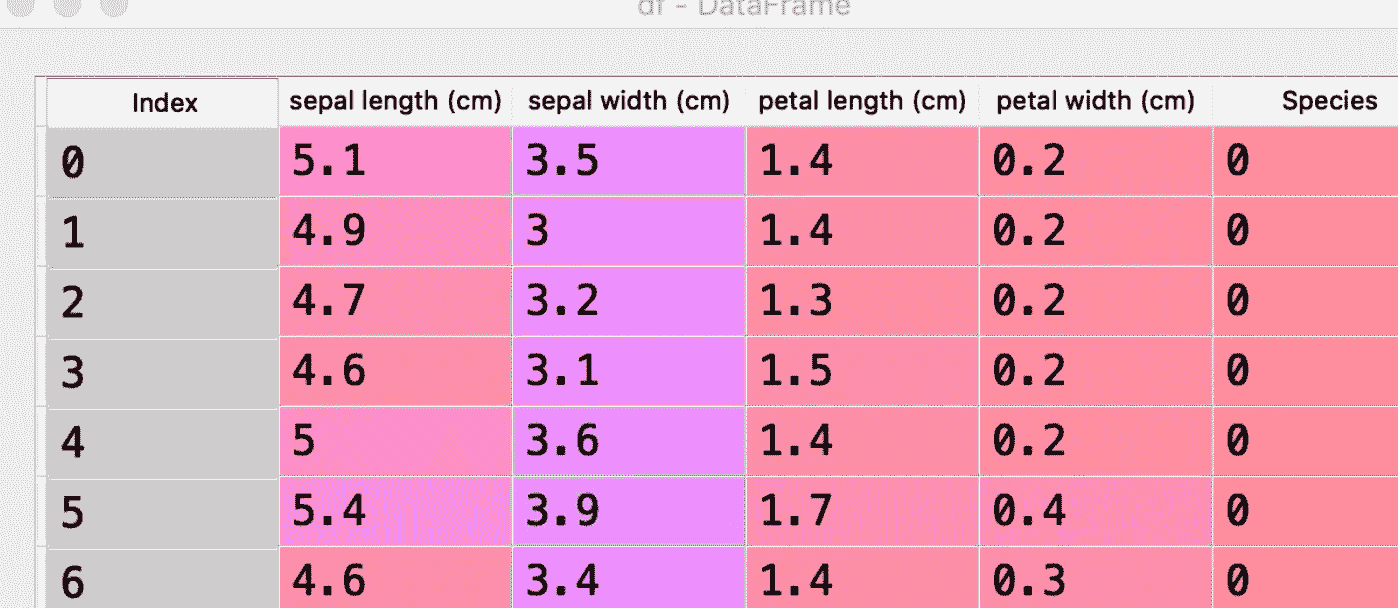 df - DataFrame
Index sepal length (cm) sepal width (cm) petal length (cm) petal width (cm) Species
0 5.1 3.5 1.4 0.2 0
1 4.9 3 1.4 0.2 0
2 4.7 3.2 1.3 0.2 0
3 4.6 3.1 1.5 0.2 0
4 5 3.6 1.4 0.2 0
5 5.4 3.9 1.7 0.4 0
6 4.6 3.4 1.4 0.3 0